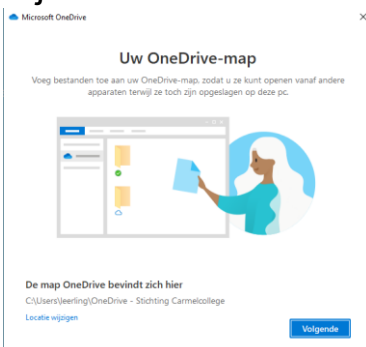 Microsoft OneDrive
Uw OneDrive-map
Voeg bestanden toe aan uw OneDrive-map, zodat u ze kunt openen vanaf andere
apparaten terwijl ze toch zijn opgeslagen op deze pc.
De map OneDrive bevindt zich hier
C:\Users\leerling\OneDrive - Stichting Carmelcollege
Locatie wijzigen
Volgende